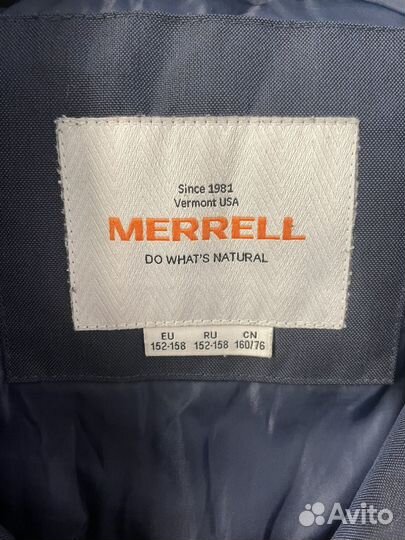 Since 1981
Vermont USA
MERRELL
DO WHAT'S NATURAL
EU RU CN
152-158 152-158 160/76
Avito